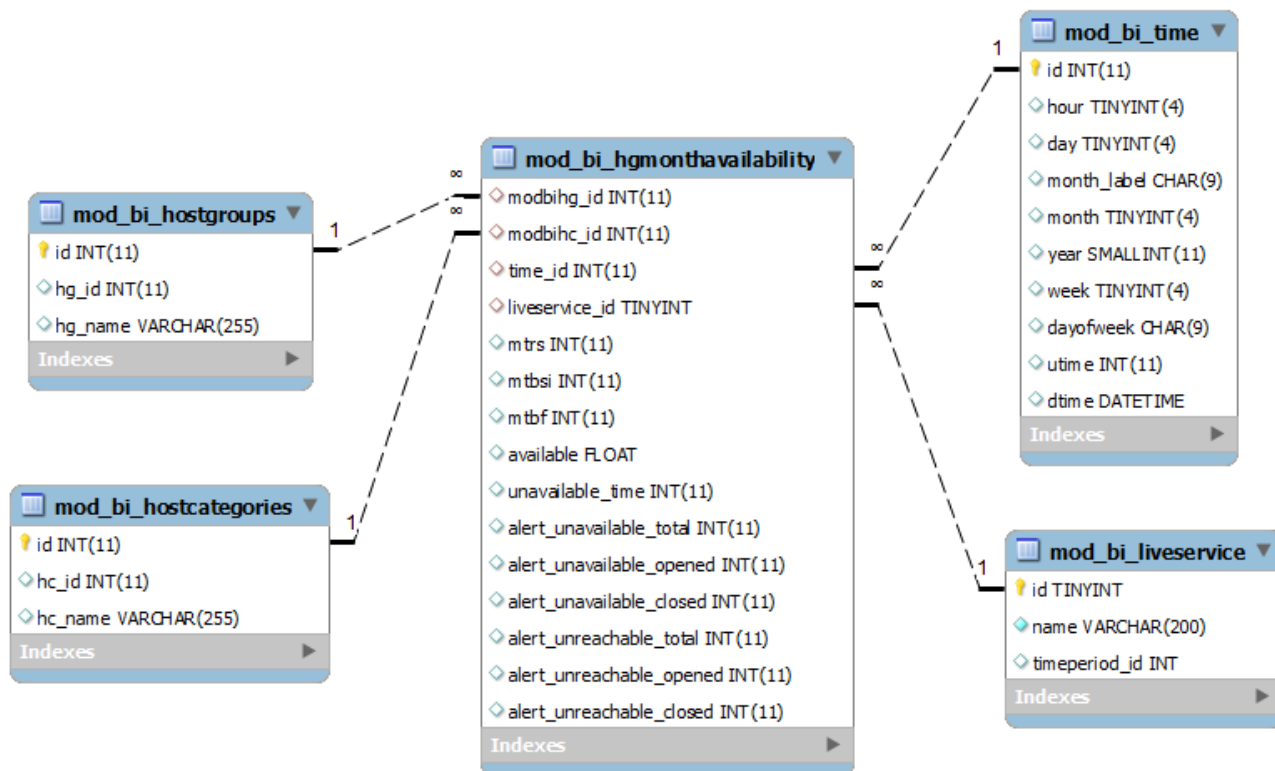 mod_bi_hostgroups
id INT(11)
hg_id INT(11)
hg_name VARCHAR(255)
Indexes
1
∞
mod_bi_hostcategories
id INT(11)
hc_id INT(11)
hc_name VARCHAR(255)
Indexes
1
∞
mod_bi_hgmonthavailability
modbihg_id INT(11)
modbihc_id INT(11)
time_id INT(11)
liveservice_id TINYINT
mtrs INT(11)
mtbsi INT(11)
mtbf INT(11)
available FLOAT
unavailable_time INT(11)
alert_unavailable_total INT(11)
alert_unavailable_opened INT(11)
alert_unavailable_closed INT(11)
alert_unreachable_total INT(11)
alert_unreachable_opened INT(11)
alert_unreachable_closed INT(11)
Indexes
∞
1
mod_bi_time
id INT(11)
hour TINYINT(4)
day TINYINT(4)
month_label CHAR(9)
month TINYINT(4)
year SMALLINT(11)
week TINYINT(4)
dayofweek CHAR(9)
utime INT(11)
dtime DATETIME
Indexes
∞
1
mod_bi_liveservice
id TINYINT
name VARCHAR(200)
timeperiod_id INT
Indexes